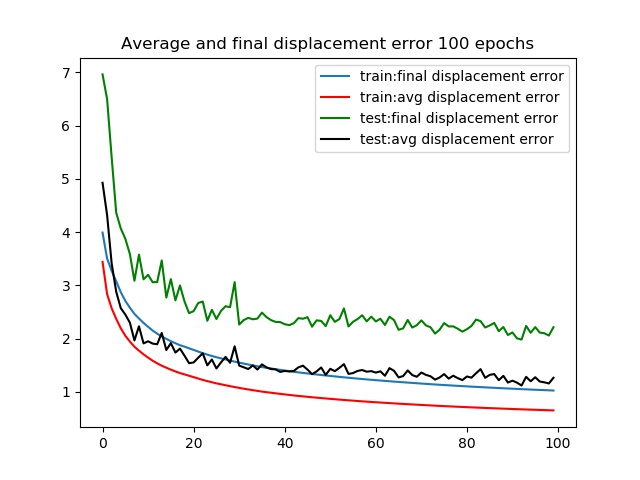 Average and final displacement error 100 epochs
train:final displacement error
train:avg displacement error
test:final displacement error
test:avg displacement error
7
6
5
4
3
2
1
0
20
40
60
80
100